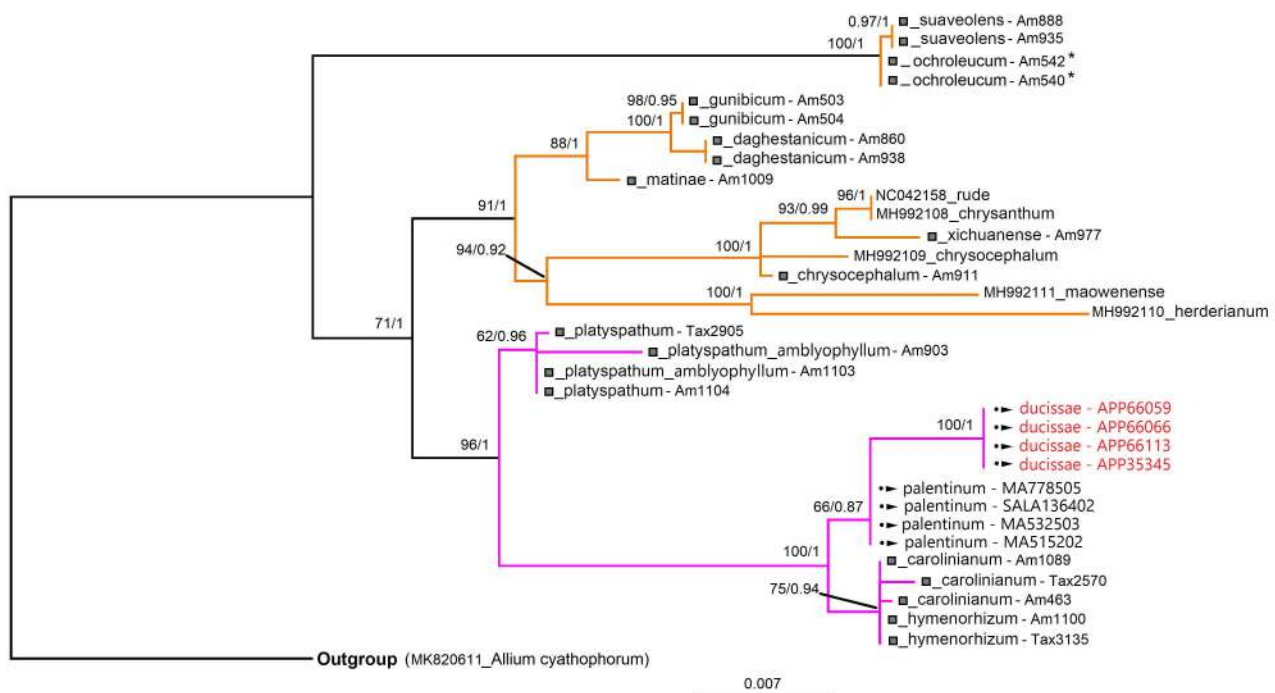 0.97/1
_suaveolens - Am888
_suaveolens - Am935
100/1
_ochroleucum - Am542*
_ochroleucum - Am540*
98/0.95
_gunibicum - Am503
100/1
_gunibicum - Am504
88/1
_daghestanicum - Am860
_daghestanicum - Am938
_matinae - Am1009
91/1
96/1
NC042158_rude
93/0.99
MH992108_chrysanthum
_xichuanense - Am977
94/0.92
100/1
MH992109_chrysocephalum
_chrysocephalum - Am911
100/1
MH992111_maowenense
MH992110_herderianum
71/1
62/0.96
_platyspathum - Tax2905
_platyspathum_amblyophyllum - Am903
_platyspathum_amblyophyllum - Am1103
_platyspathum - Am1104
96/1
100/1
ducissae - APP66059
ducissae - APP66066
ducissae - APP66113
ducissae - APP35345
66/0.87
palentinum - MA778505
palentinum - SALA136402
palentinum - MA532503
palentinum - MA515202
100/1
_carolinianum - Am1089
75/0.94
_carolinianum - Tax2570
_carolinianum - Am463
_hymenorhizum - Am1100
_hymenorhizum - Tax3135
Outgroup (MK820611_Allium cyathophorum)
0.007